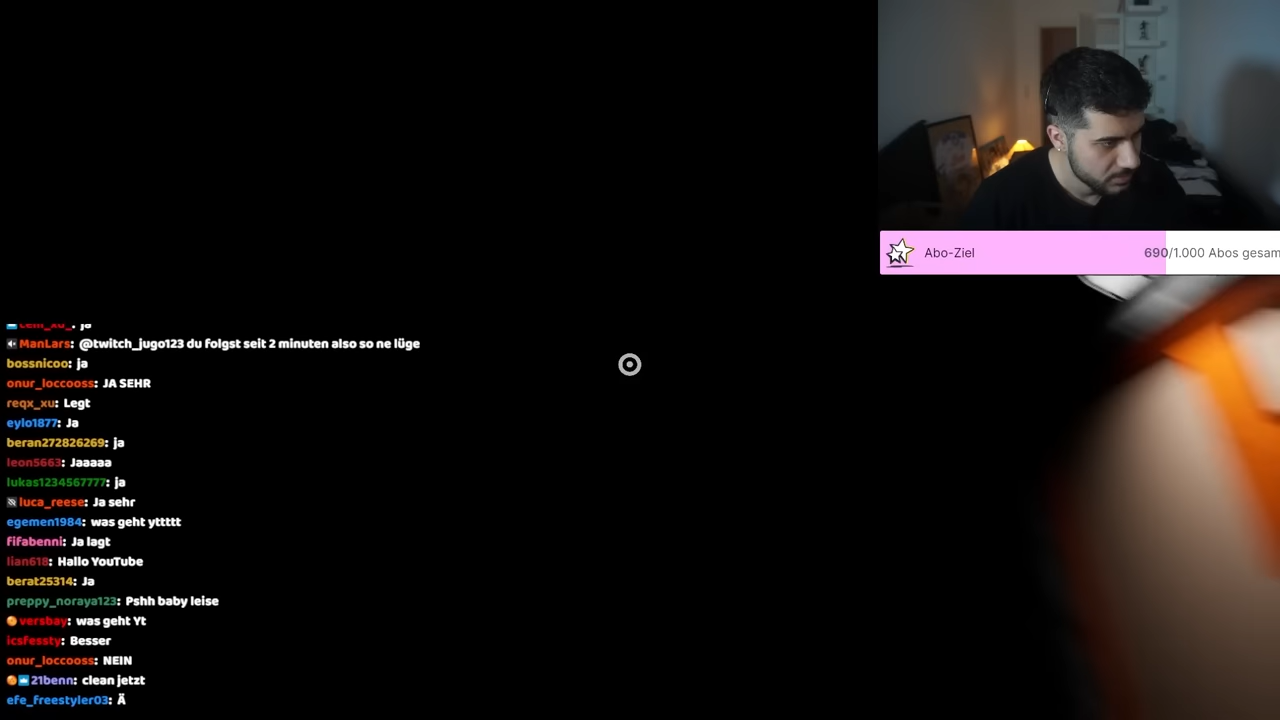 Abo-Ziel
690/1.000 Abos gesam
cem_xu_: ja
ManLars: @twitch_jugo123 du folgst seit 2 minuten also so ne lüge
bossnicoo: ja
onur_loccooss: JA SEHR
reqx_xu: Legt
eylo1877: Ja
beran272826269: ja
leon5663: Jaaaaa
lukas1234567777: ja
luca_reese: Ja sehr
egemen1984: was geht yttttt
fifabenni: Ja lagt
lian618: Hallo YouTube
berat25314: Ja
preppy_noraya123: Pshh baby leise
versbay: was geht Yt
icsfessty: Besser
onur_loccooss: NEIN
21benn: clean jetzt
efe_freestyler03: Ä